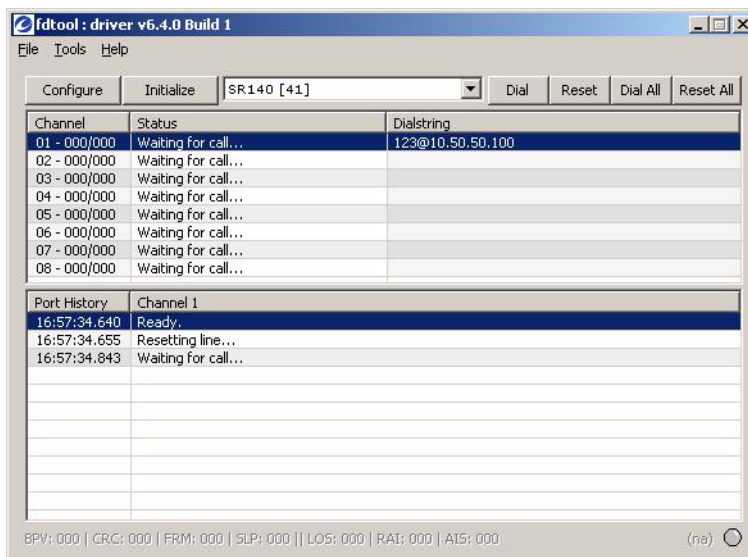 fdtool : driver v6.4.0 Build 1
File Tools Help
Configure Initialize SR140 [41] Dial Reset Dial All Reset All
Channel Status Dialstring
01 - 000/000 Waiting for call... 123@10.50.50.100
02 - 000/000 Waiting for call...
03 - 000/000 Waiting for call...
04 - 000/000 Waiting for call...
05 - 000/000 Waiting for call...
06 - 000/000 Waiting for call...
07 - 000/000 Waiting for call...
08 - 000/000 Waiting for call...
Port History Channel 1
16:57:34.640 Ready.
16:57:34.655 Resetting line...
16:57:34.843 Waiting for call...
BPV: 000 | CRC: 000 | FRM: 000 | SLP: 000 || LOS: 000 | RAI: 000 | AIS: 000 (na)